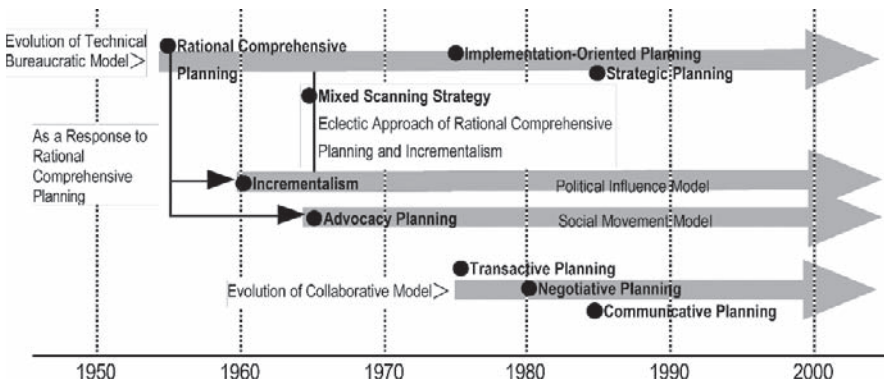 Evolution of Technical
Bureaucratic Model>
Rational Comprehensive
Planning
Implementation-Oriented Planning
Strategic Planning
Mixed Scanning Strategy
Eclectic Approach of Rational Comprehensive
Planning and Incrementalism
As a Response to
Rational
Comprehensive
Planning
Incrementalism
Political Influence Model
Advocacy Planning
Social Movement Model
Transactive Planning
Evolution of Collaborative Model>
Negotiative Planning
Communicative Planning
1950 1960 1970 1980 1990 2000